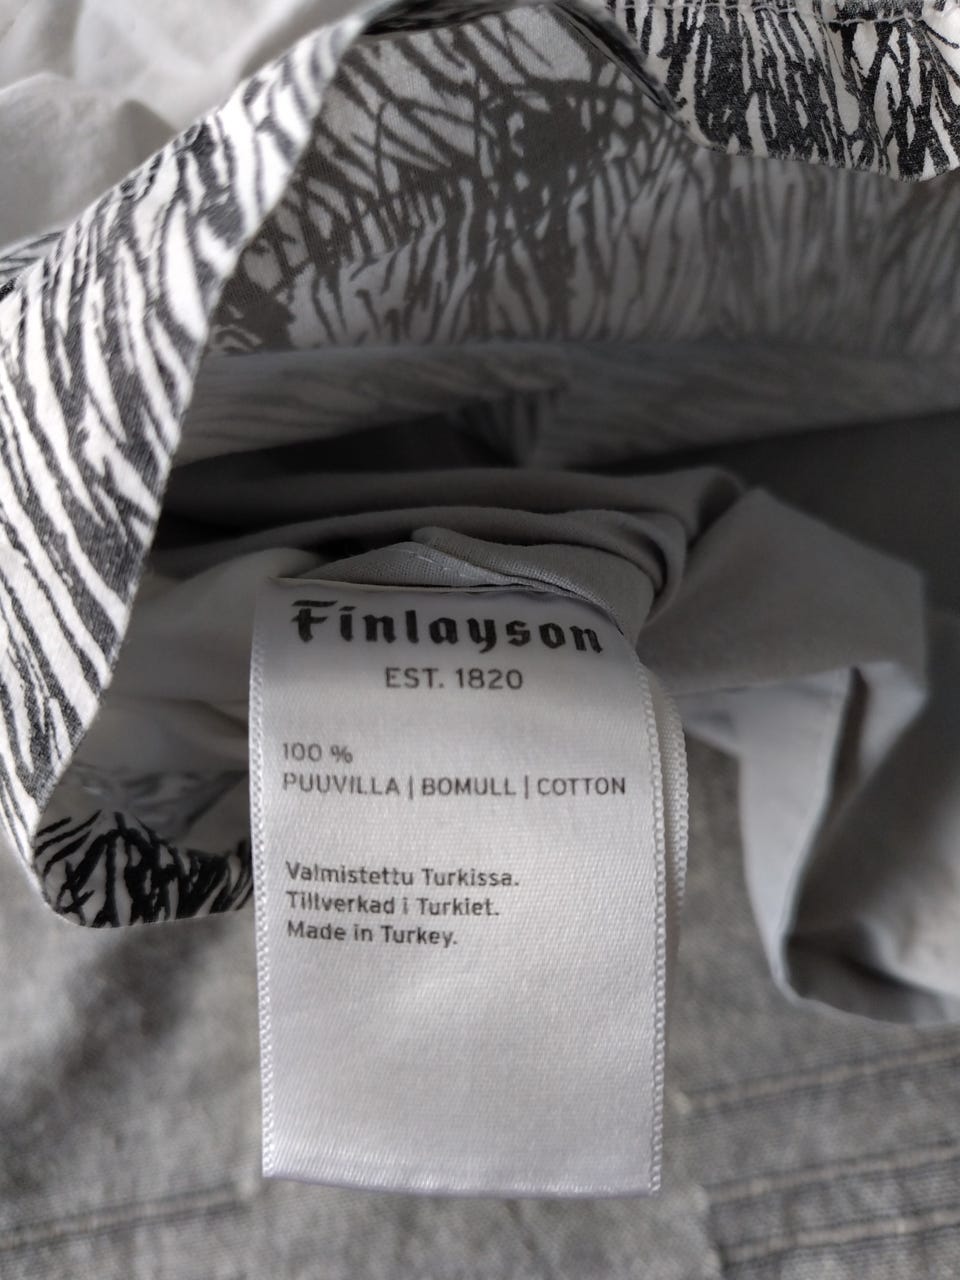 Finlayson
EST. 1820
100 %
PUUVILLA | BOMULL | COTTON
Valmistettu Turkissa.
Tillverkad i Turkiet.
Made in Turkey.